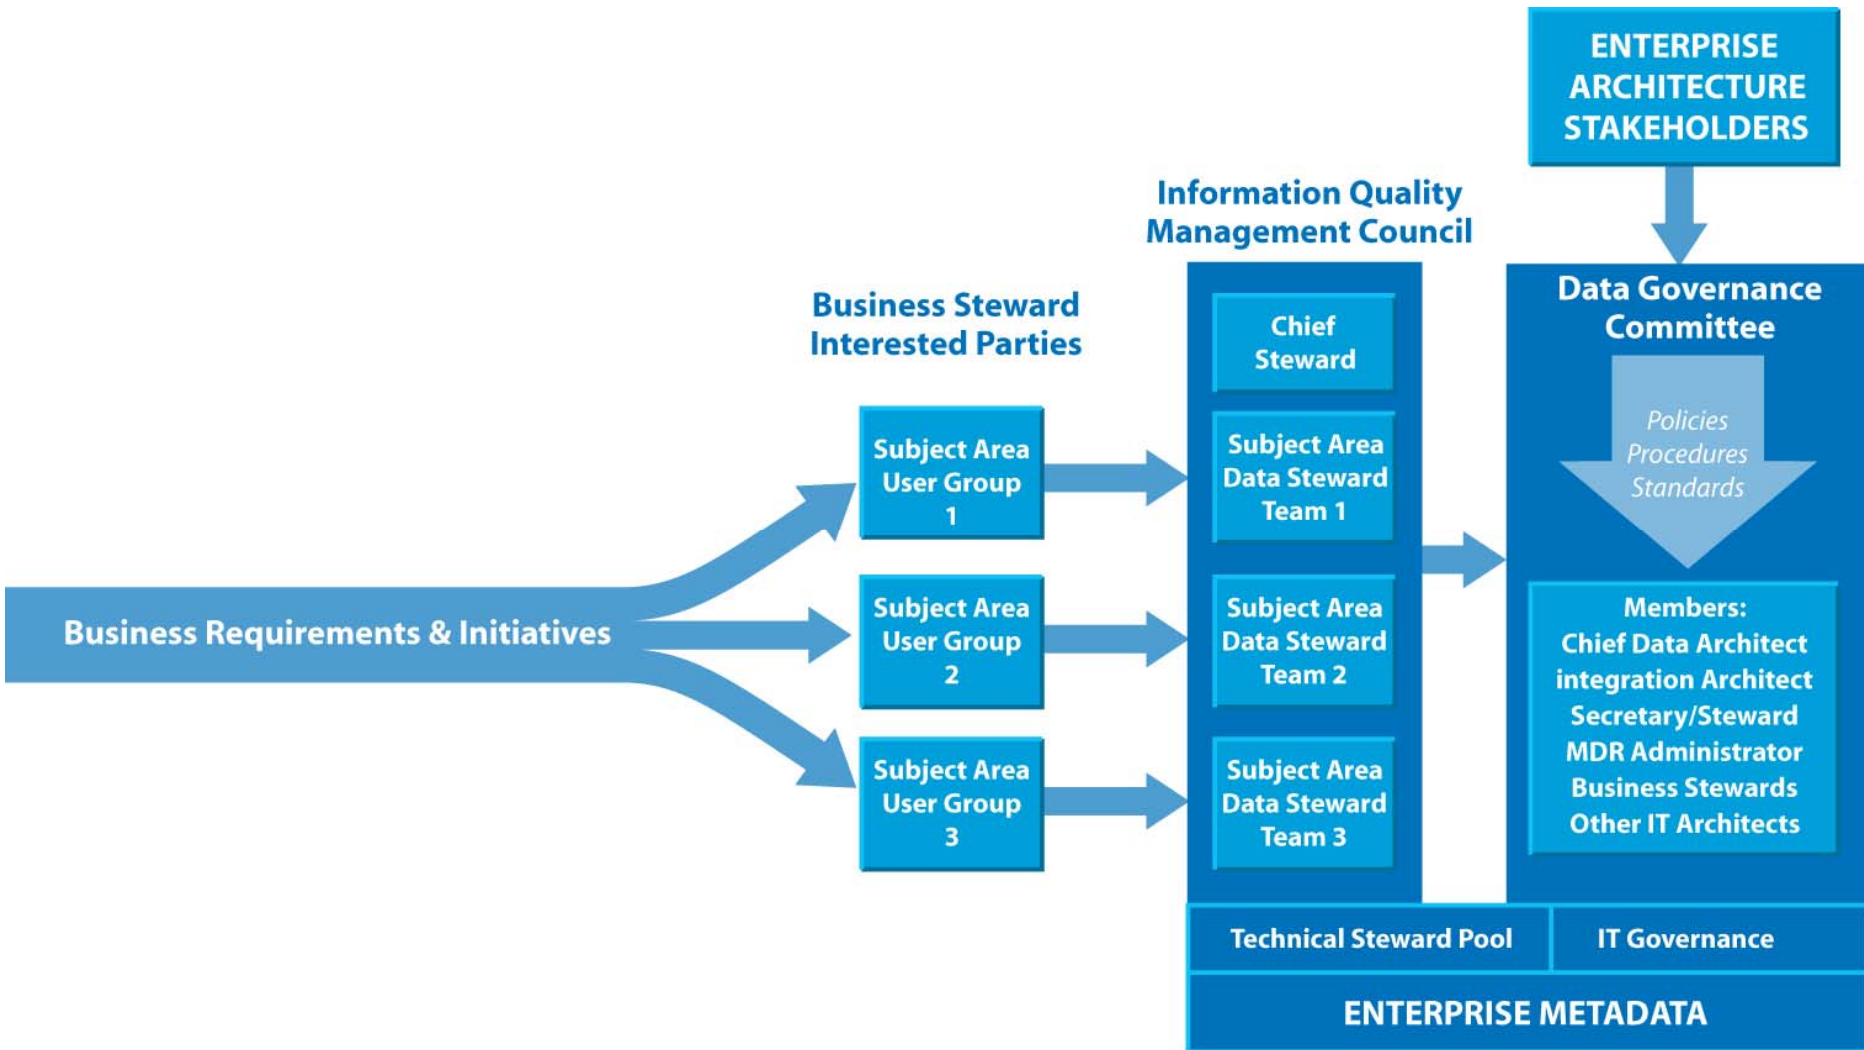 ENTERPRISE
ARCHITECTURE
STAKEHOLDERS
Information Quality
Management Council
Business Steward
Interested Parties
Data Governance
Committee
Chief
Steward
Policies
Procedures
Standards
Subject Area
User Group
1
Subject Area
Data Steward
Team 1
Business Requirements & Initiatives
Subject Area
User Group
2
Subject Area
Data Steward
Team 2
Members:
Chief Data Architect
integration Architect
Secretary/Steward
MDR Administrator
Business Stewards
Other IT Architects
Subject Area
User Group
3
Subject Area
Data Steward
Team 3
Technical Steward Pool
IT Governance
ENTERPRISE METADATA